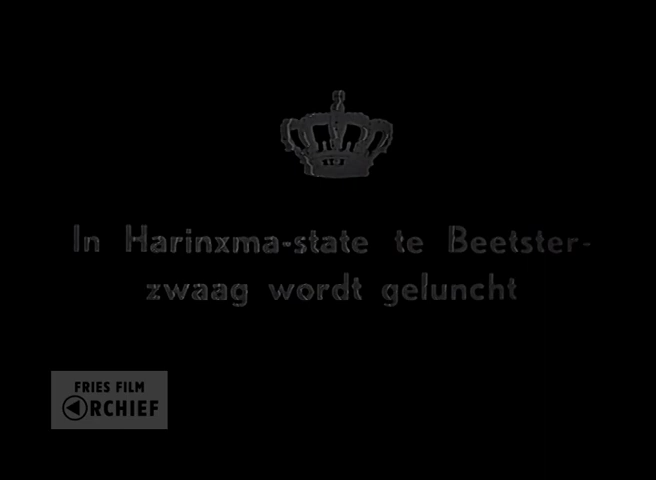 In Harinxma-state te Beetster-
zwaag wordt geluncht
FRIES FILM
ARCHIEF